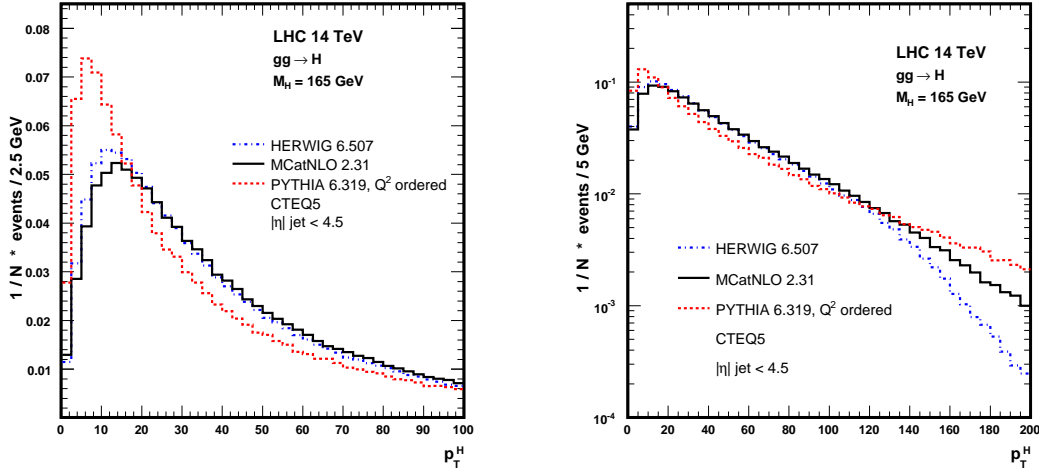 1 / N * events / 2.5 GeV
0.08
0.07
0.06
0.05
0.04
0.03
0.02
0.01
LHC 14 TeV
gg → H
M_H = 165 GeV
HERWIG 6.507
MCatNLO 2.31
PYTHIA 6.319, Q² ordered
CTEQ5
|η| jet < 4.5
0 10 20 30 40 50 60 70 80 90 100
p_T^H
1 / N * events / 5 GeV
10⁻¹
10⁻²
10⁻³
10⁻⁴
LHC 14 TeV
gg → H
M_H = 165 GeV
HERWIG 6.507
MCatNLO 2.31
PYTHIA 6.319, Q² ordered
CTEQ5
|η| jet < 4.5
0 20 40 60 80 100 120 140 160 180 200
p_T^H